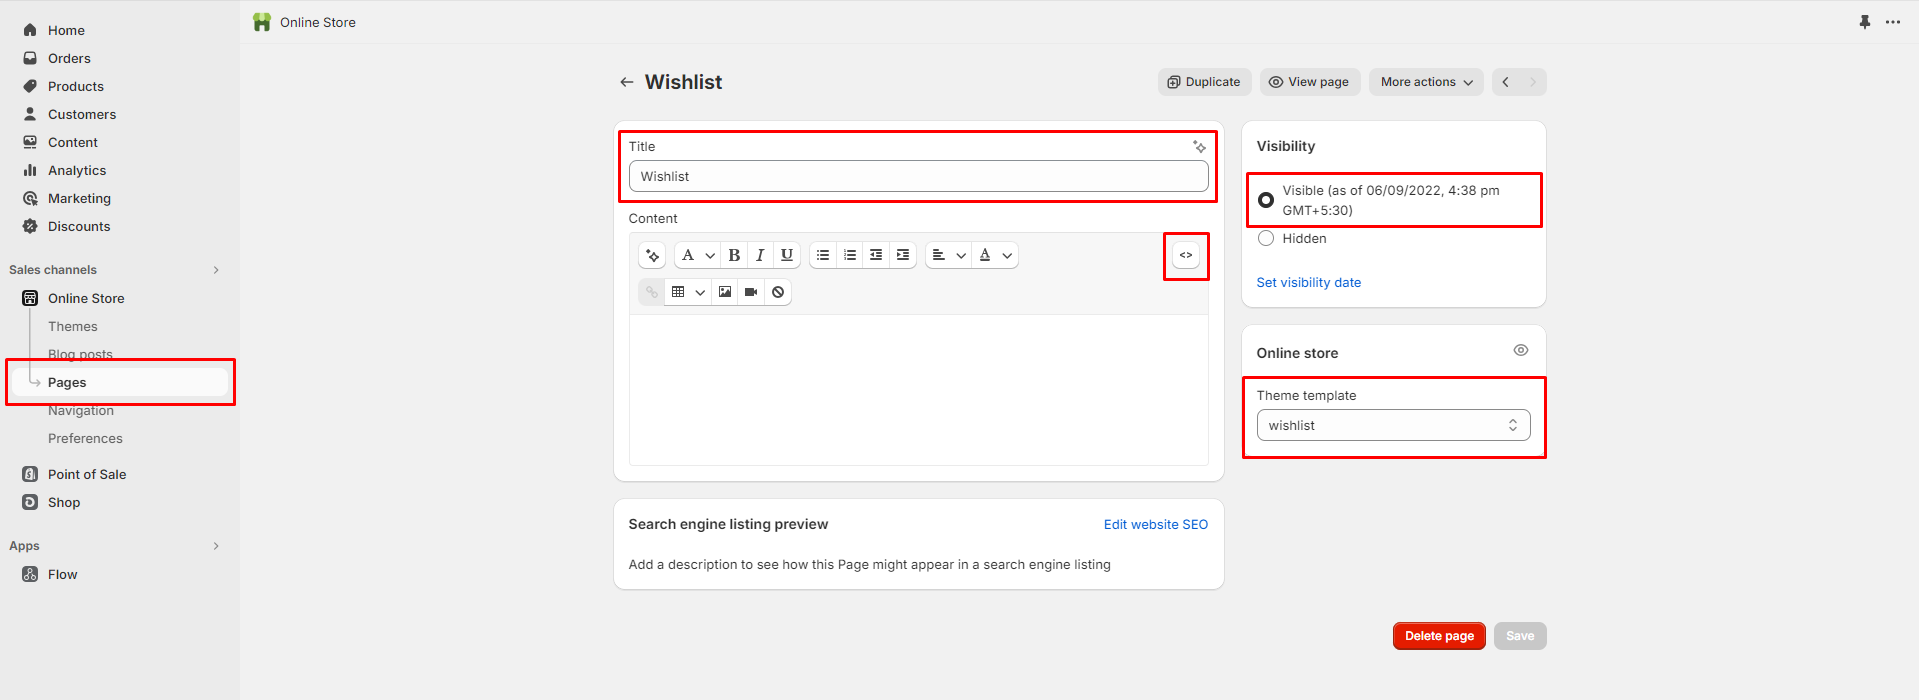 Home
Orders
Products
Customers
Content
Analytics
Marketing
Discounts
Sales channels
Online Store
Themes
Blog posts
Pages
Navigation
Preferences
Point of Sale
Shop
Apps
Flow
Online Store
Wishlist
Duplicate
View page
More actions
Title
Wishlist
Content
A
B
I
U
A
<>
Search engine listing preview
Edit website SEO
Add a description to see how this Page might appear in a search engine listing
Visibility
Visible (as of 06/09/2022, 4:38 pm
GMT+5:30)
Hidden
Set visibility date
Online store
Theme template
wishlist
Delete page
Save